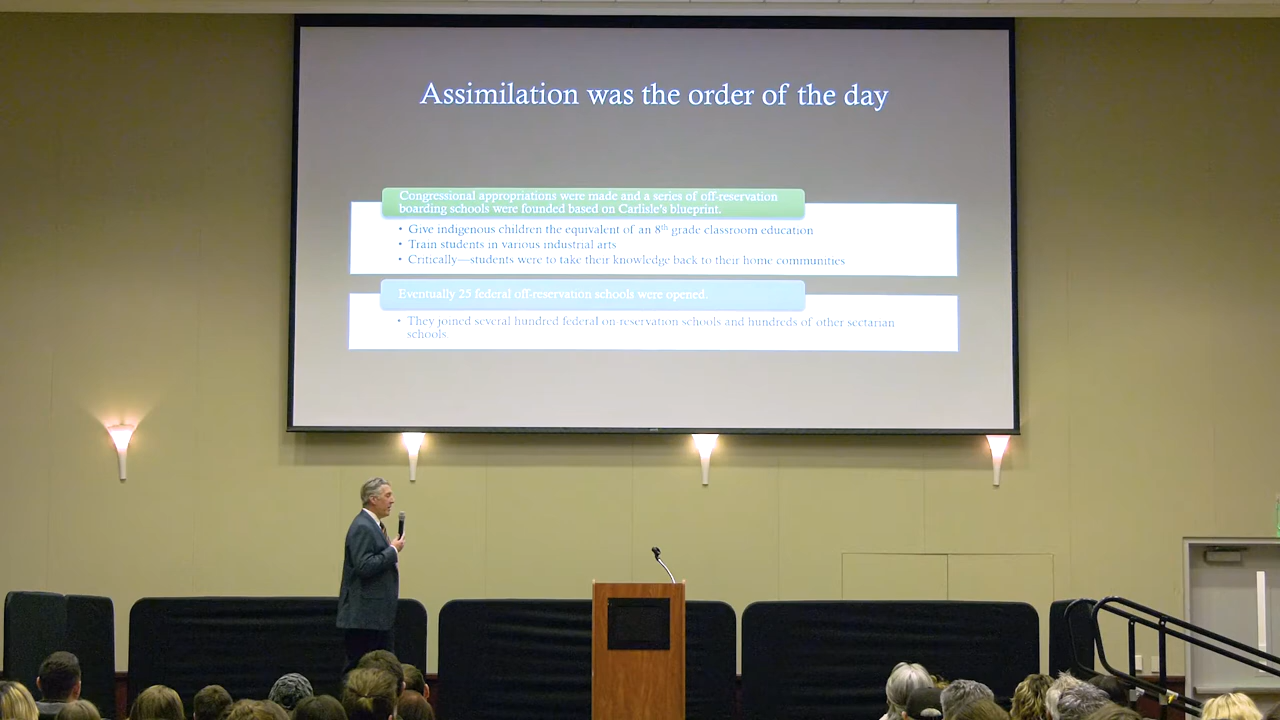 Assimilation was the order of the day
Congressional appropriations were made and a series of off-reservation
boarding schools were founded based on Carlisle's blueprint.
• Give indigenous children the equivalent of an 8th grade classroom education
• Train students in various industrial arts
• Critically—students were to take their knowledge back to their home communities
Eventually 25 federal off-reservation schools were opened.
• They joined several hundred federal on-reservation schools and hundreds of other sectarian
schools.